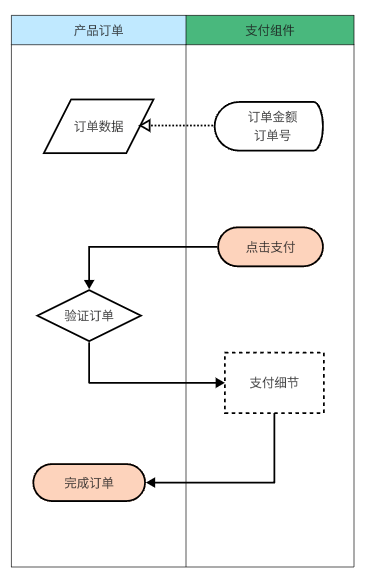 产品订单
支付组件
订单数据
订单金额
订单号
点击支付
验证订单
支付细节
完成订单